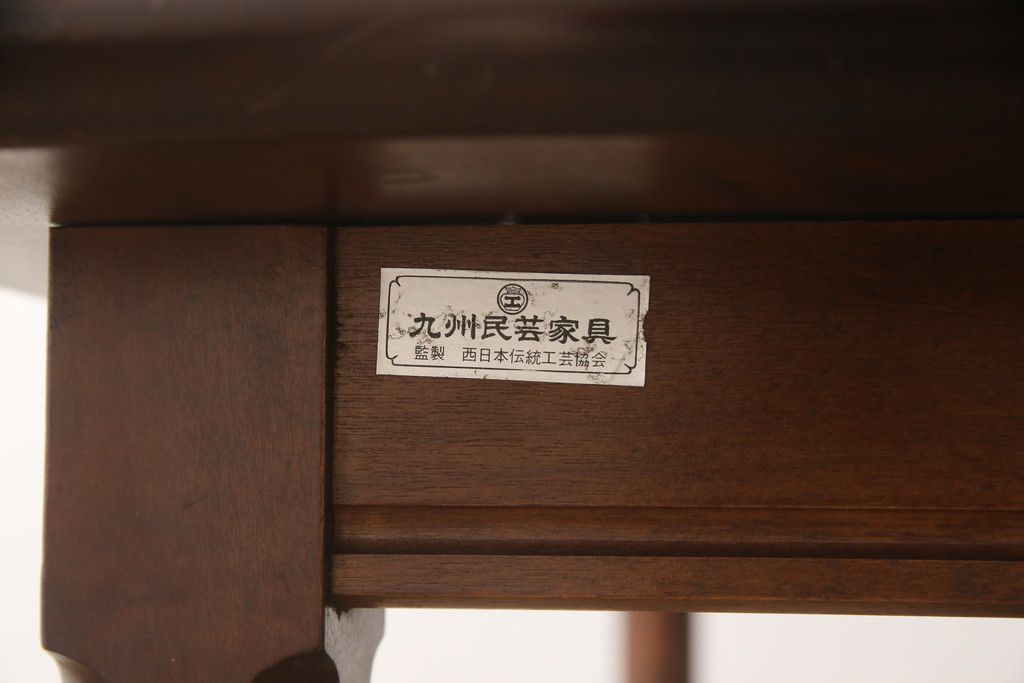 工
九州民芸家具
監製　西日本伝統工芸協会